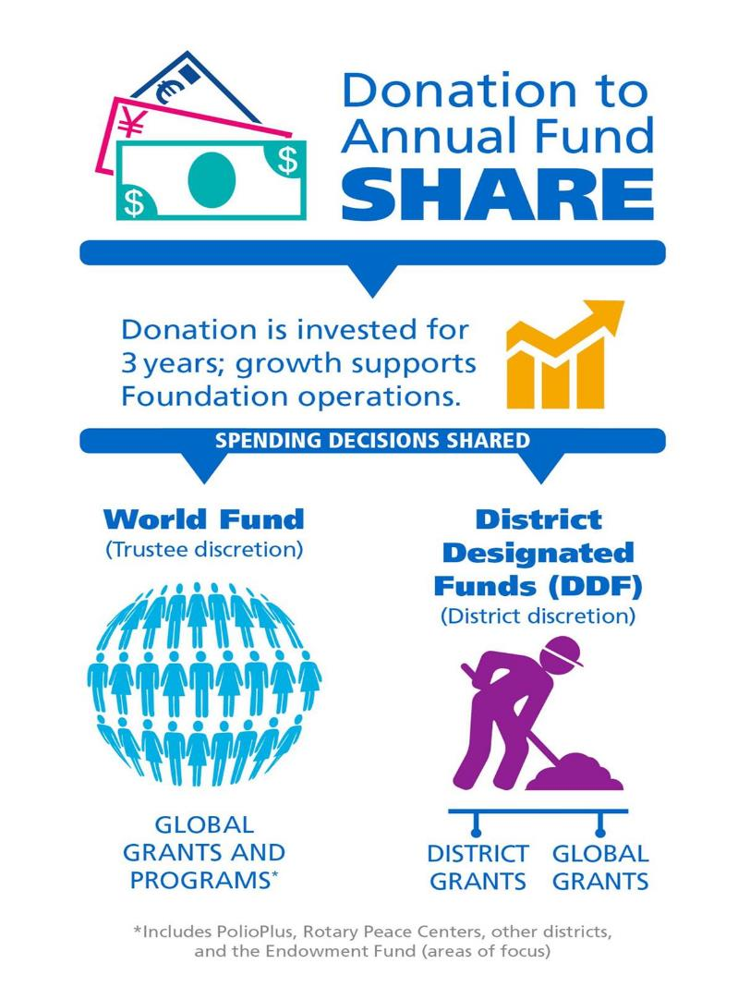 Donation to
Annual Fund
SHARE
€
¥
$
$
Donation is invested for
3 years; growth supports
Foundation operations.
SPENDING DECISIONS SHARED
World Fund
(Trustee discretion)
GLOBAL
GRANTS AND
PROGRAMS*
District
Designated
Funds (DDF)
(District discretion)
DISTRICT
GRANTS
GLOBAL
GRANTS
*Includes PolioPlus, Rotary Peace Centers, other districts,
and the Endowment Fund (areas of focus)